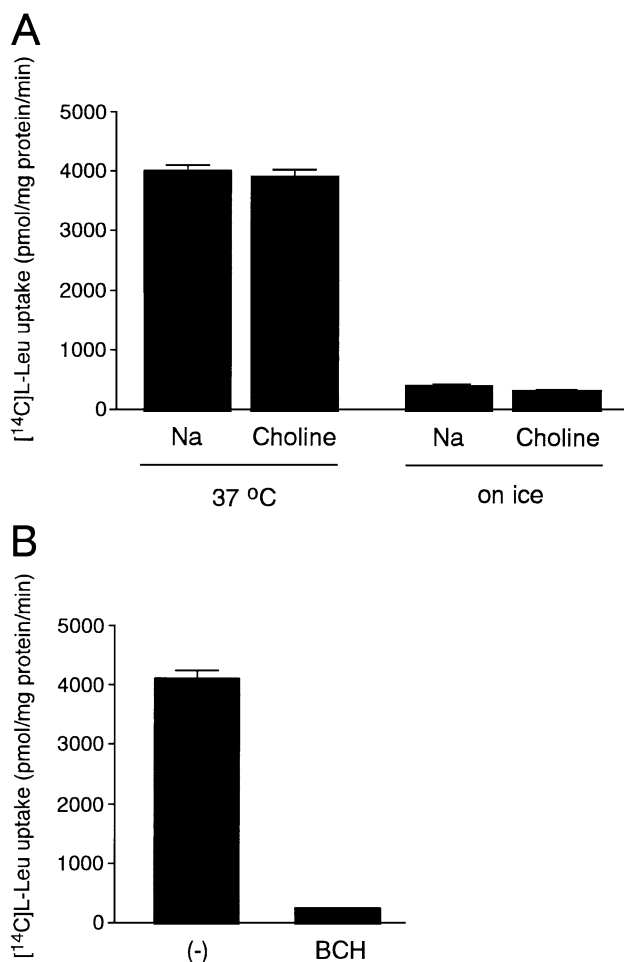 A
[¹⁴C]L-Leu uptake (pmol/mg protein/min)
5000
4000
3000
2000
1000
0
Na Choline Na Choline
37 ºC on ice
B
[¹⁴C]L-Leu uptake (pmol/mg protein/min)
5000
4000
3000
2000
1000
0
(-) BCH